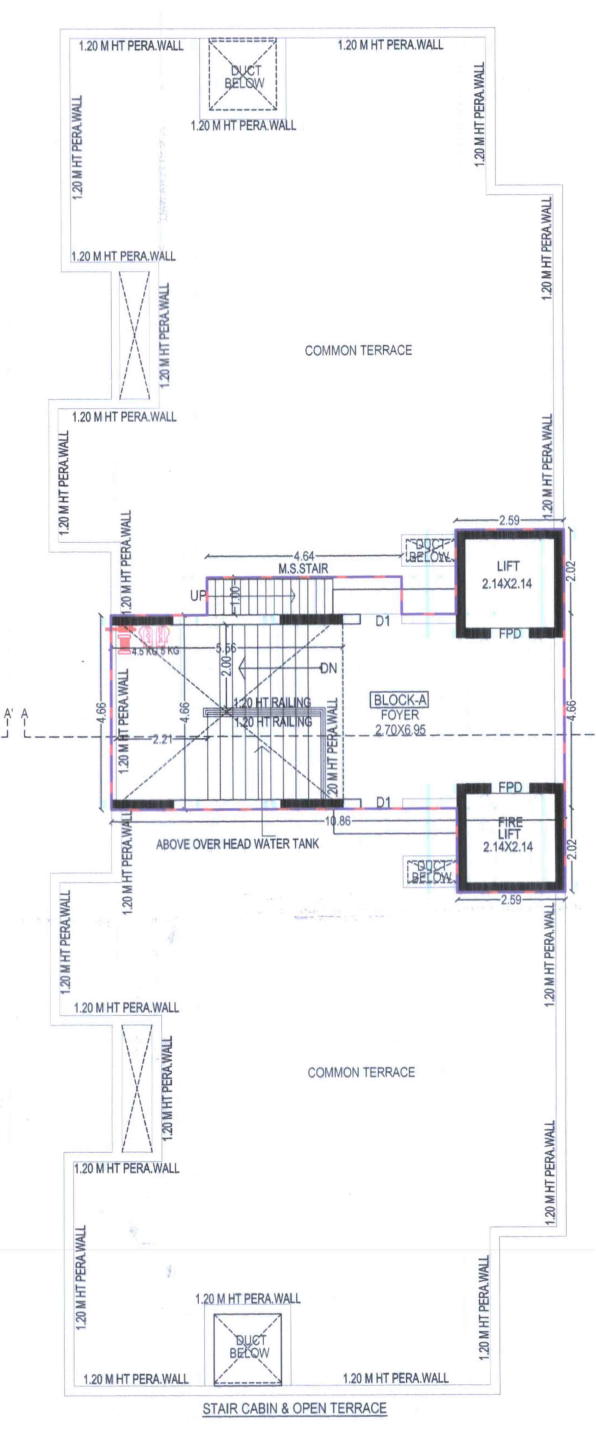 1.20 M HT PERA.WALL
1.20 M HT PERA.WALL
DUCT
BELOW
1.20 M HT PERA.WALL
1.20 M HT PERA.WALL
1.20 M HT PERA.WALL
1.20 M HT PERA.WALL
1.20 M HT PERA.WALL
1.20 M HT PERA.WALL
COMMON TERRACE
1.20 M HT PERA.WALL
1.20 M HT PERA.WALL
1.20 M HT PERA.WALL
1.20 M HT PERA.WALL
2.59
DUCT
BELOW
4.64
M.S.STAIR
LIFT
2.14X2.14
2.02
UP
1.00
D1
FPD
4.5 KG 5 KG
5.56
2.00
DN
1.20 HT RAILING
1.20 HT RAILING
BLOCK-A
FOYER
2.70X6.95
4.66
4.66
4.66
A' A
2.21
1.20 M HT PERA.WALL
1.20 M HT PERA.WALL
D1
FPD
10.86
ABOVE OVER HEAD WATER TANK
FIRE
LIFT
2.14X2.14
2.02
DUCT
BELOW
2.59
1.20 M HT PERA.WALL
1.20 M HT PERA.WALL
1.20 M HT PERA.WALL
1.20 M HT PERA.WALL
1.20 M HT PERA.WALL
COMMON TERRACE
1.20 M HT PERA.WALL
1.20 M HT PERA.WALL
1.20 M HT PERA.WALL
1.20 M HT PERA.WALL
1.20 M HT PERA.WALL
DUCT
BELOW
1.20 M HT PERA.WALL
1.20 M HT PERA.WALL
STAIR CABIN & OPEN TERRACE